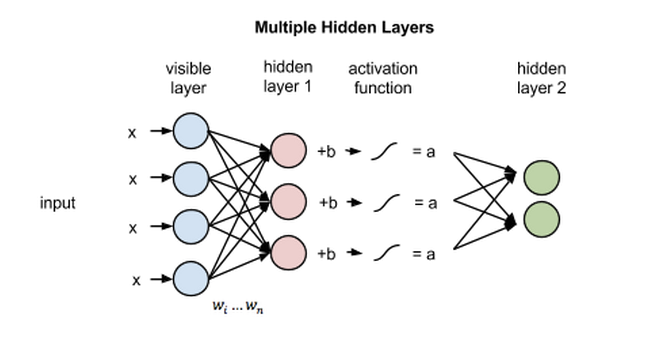 Multiple Hidden Layers
visible
layer
hidden
layer 1
activation
function
hidden
layer 2
x
+b
= a
x
+b
= a
input
x
+b
= a
x
w_i ... w_n